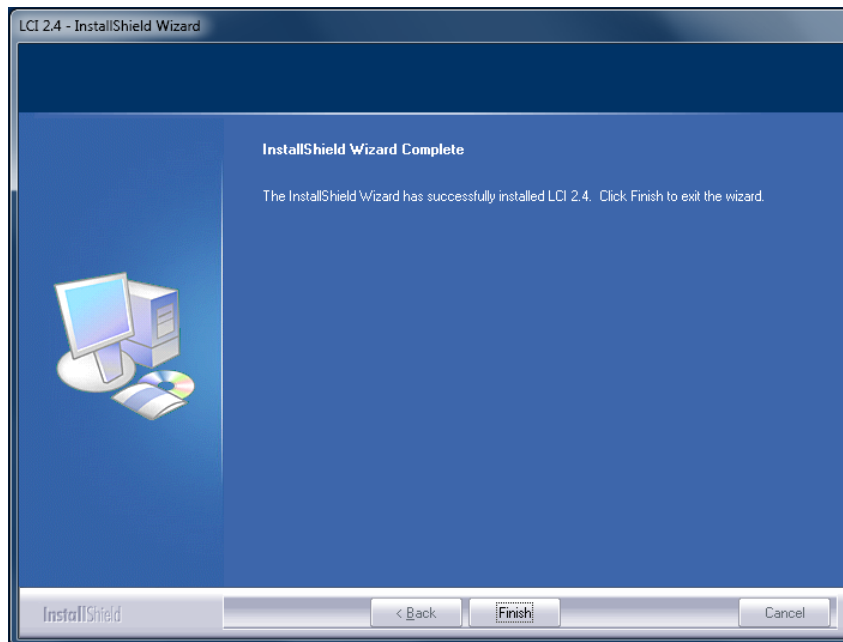 LCI 2.4 - InstallShield Wizard
InstallShield Wizard Complete
The InstallShield Wizard has successfully installed LCI 2.4. Click Finish to exit the wizard.
InstallShield
< Back
Finish
Cancel